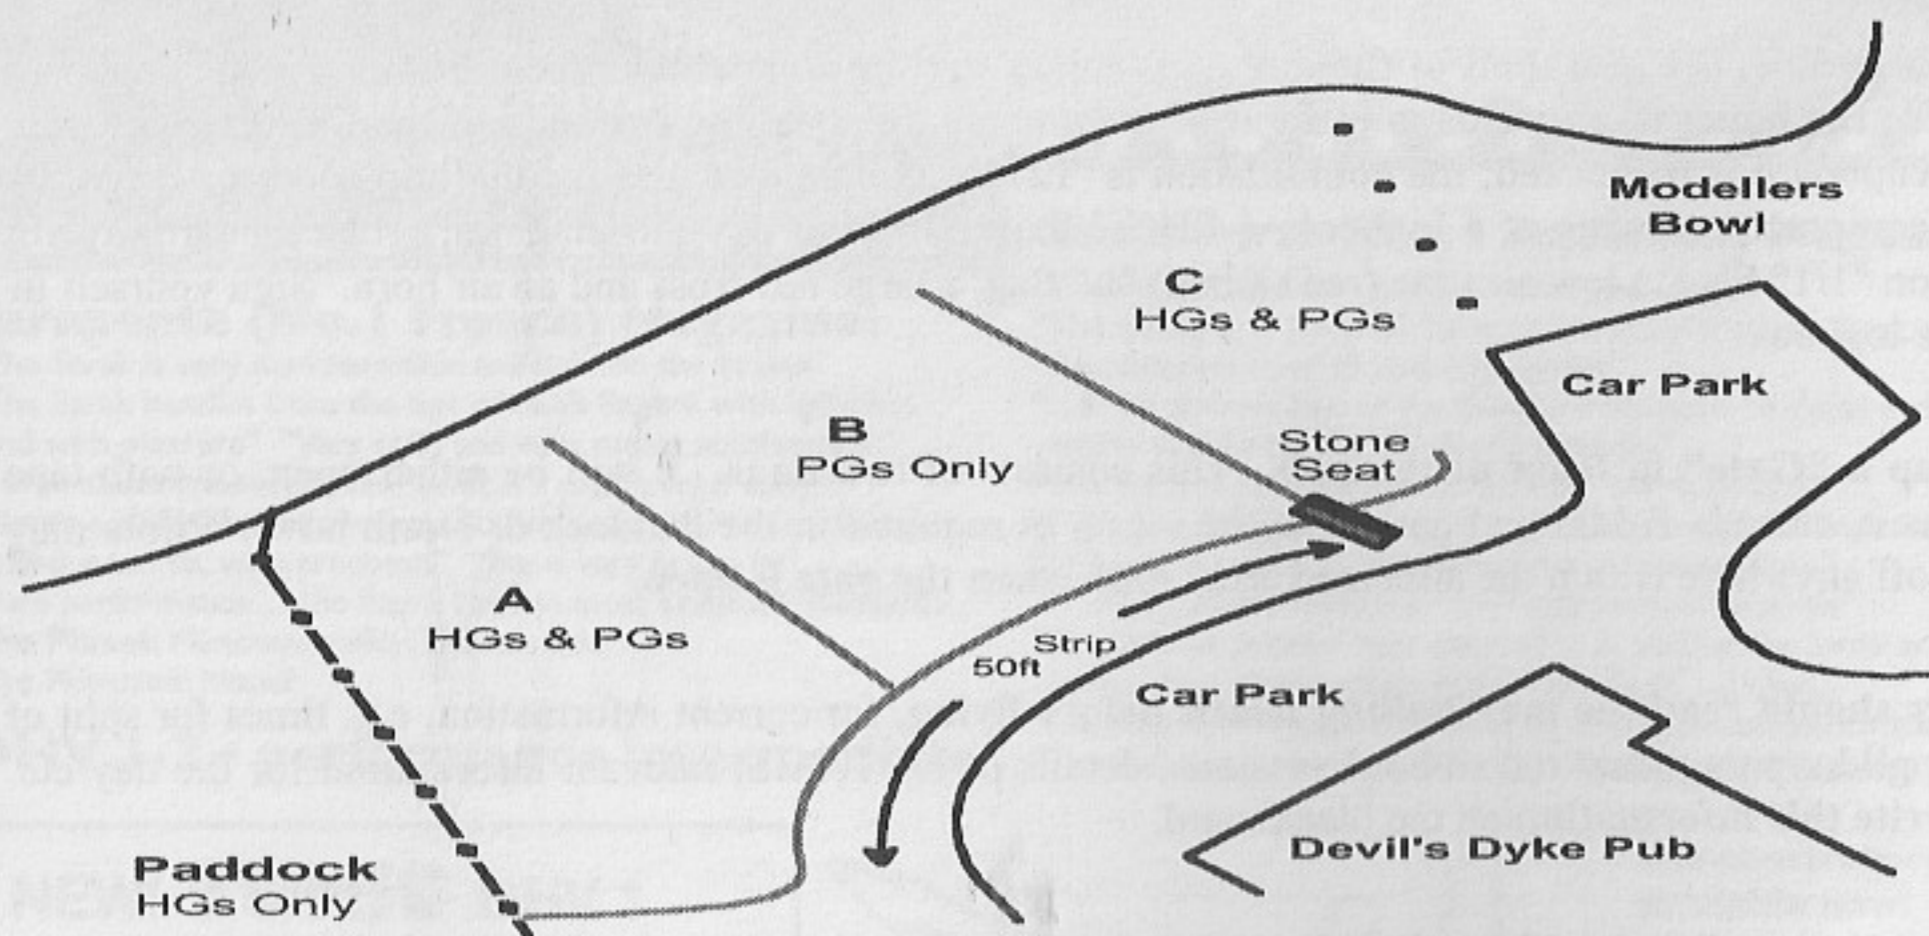 Modellers
Bowl
C
HGs & PGs
Car Park
B
PGs Only
Stone
Seat
A
HGs & PGs
Strip
50ft
Car Park
Devil's Dyke Pub
Paddock
HGs Only